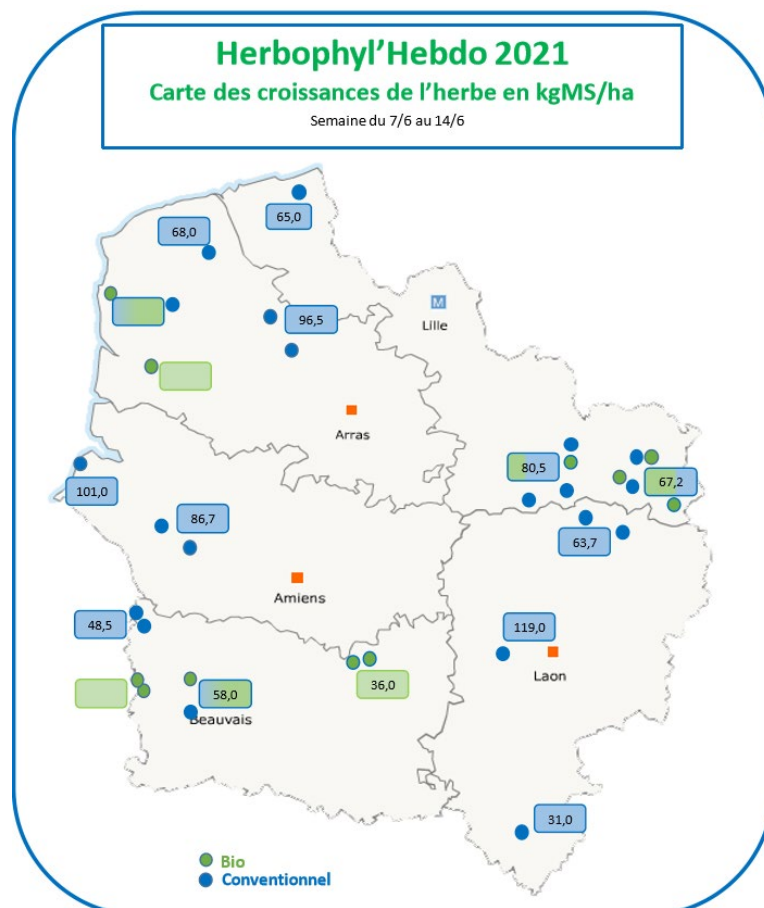 Herbophyl'Hebdo 2021
Carte des croissances de l'herbe en kgMS/ha
Semaine du 7/6 au 14/6
65,0
68,0
M
96,5
Lille
Arras
80,5
67,2
101,0
86,7
63,7
Amiens
48,5
119,0
Laon
36,0
58,0
Beauvais
31,0
Bio
Conventionnel